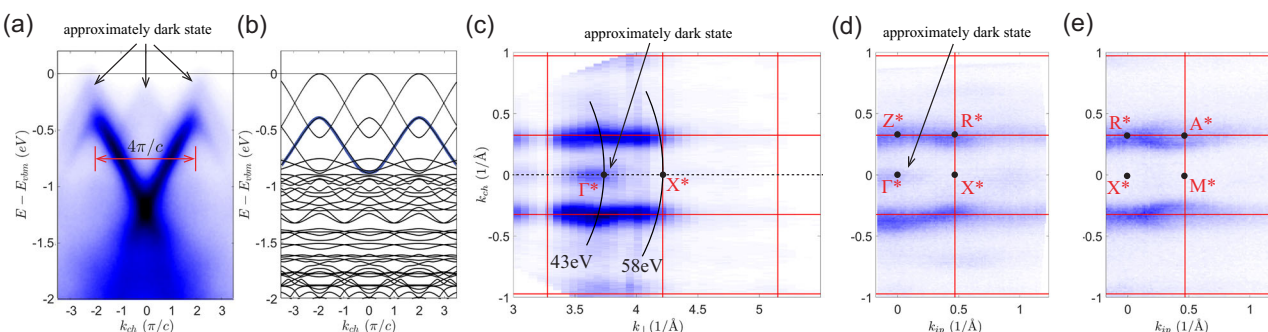 (a)
approximately dark state
E − E_vbm (eV)
0
-0.5
-1
-1.5
-2
4π/c
-3 -2 -1 0 1 2 3
k_ch (π/c)
(b)
E − E_vbm (eV)
0
-0.5
-1
-1.5
-2
-3 -2 -1 0 1 2 3
k_ch (π/c)
(c)
approximately dark state
k_ch (1/Å)
1
0.5
0
-0.5
-1
Γ*
X*
43eV
58eV
3 3.5 4 4.5 5
k_⊥(1/Å)
(d)
approximately dark state
1
0.5
0
-0.5
-1
Z* R*
Γ* X*
0 0.5 1
k_in (1/Å)
(e)
1
0.5
0
-0.5
-1
R* A*
X* M*
0 0.5 1
k_in (1/Å)